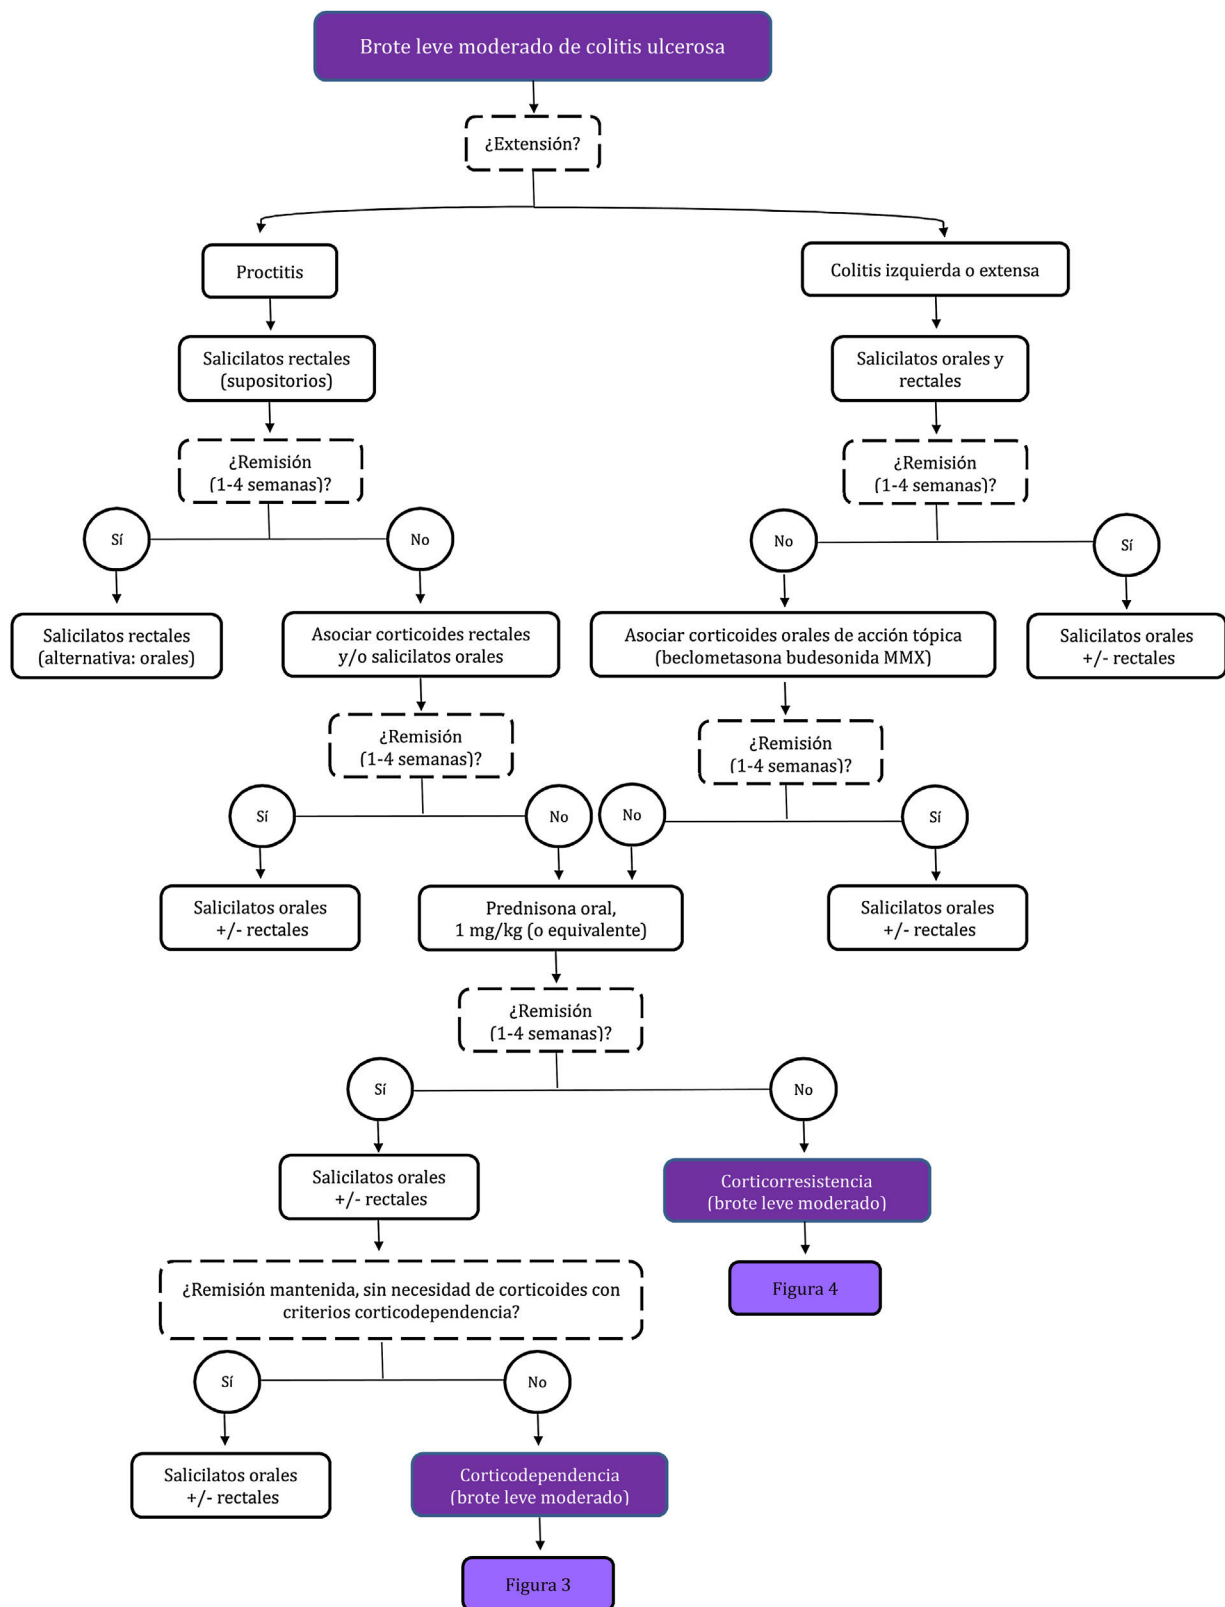 Brote leve moderado de colitis ulcerosa
¿Extensión?
Proctitis
Colitis izquierda o extensa
Salicilatos rectales
(supositorios)
Salicilatos orales y
rectales
¿Remisión
(1-4 semanas)?
¿Remisión
(1-4 semanas)?
Sí
No
No
Sí
Salicilatos rectales
(alternativa: orales)
Asociar corticoides rectales
y/o salicilatos orales
Asociar corticoides orales de acción tópica
(beclometasona budesonida MMX)
Salicilatos orales
+/- rectales
¿Remisión
(1-4 semanas)?
¿Remisión
(1-4 semanas)?
Sí
No
No
Sí
Salicilatos orales
+/- rectales
Prednisona oral,
1 mg/kg (o equivalente)
Salicilatos orales
+/- rectales
¿Remisión
(1-4 semanas)?
Sí
No
Salicilatos orales
+/- rectales
Corticorresistencia
(brote leve moderado)
¿Remisión mantenida, sin necesidad de corticoides con
criterios corticodependencia?
Figura 4
Sí
No
Salicilatos orales
+/- rectales
Corticodependencia
(brote leve moderado)
Figura 3